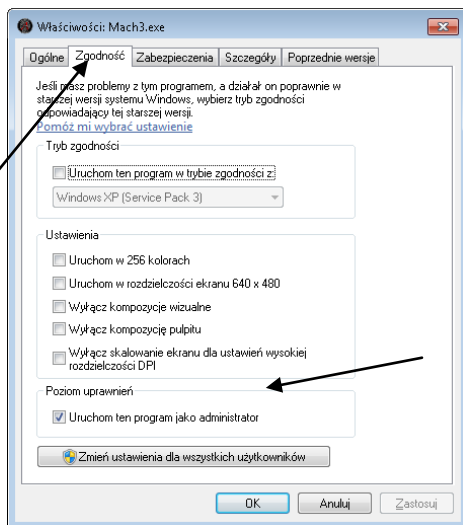 Właściwości: Mach3.exe
Ogólne Zgodność Zabezpieczenia Szczegóły Poprzednie wersje
Jeśli masz problemy z tym programem, a działał on poprawnie w
starszej wersji systemu Windows, wybierz tryb zgodności
odpowiadający tej starszej wersji.
Pomóż mi wybrać ustawienie
Tryb zgodności
Uruchom ten program w trybie zgodności z:
Windows XP (Service Pack 3)
Ustawienia
Uruchom w 256 kolorach
Uruchom w rozdzielczości ekranu 640 x 480
Wyłącz kompozycje wizualne
Wyłącz kompozycję pulpitu
Wyłącz skalowanie ekranu dla ustawień wysokiej
rozdzielczości DPI
Poziom uprawnień
Uruchom ten program jako administrator
Zmień ustawienia dla wszystkich użytkowników
OK Anuluj Zastosuj